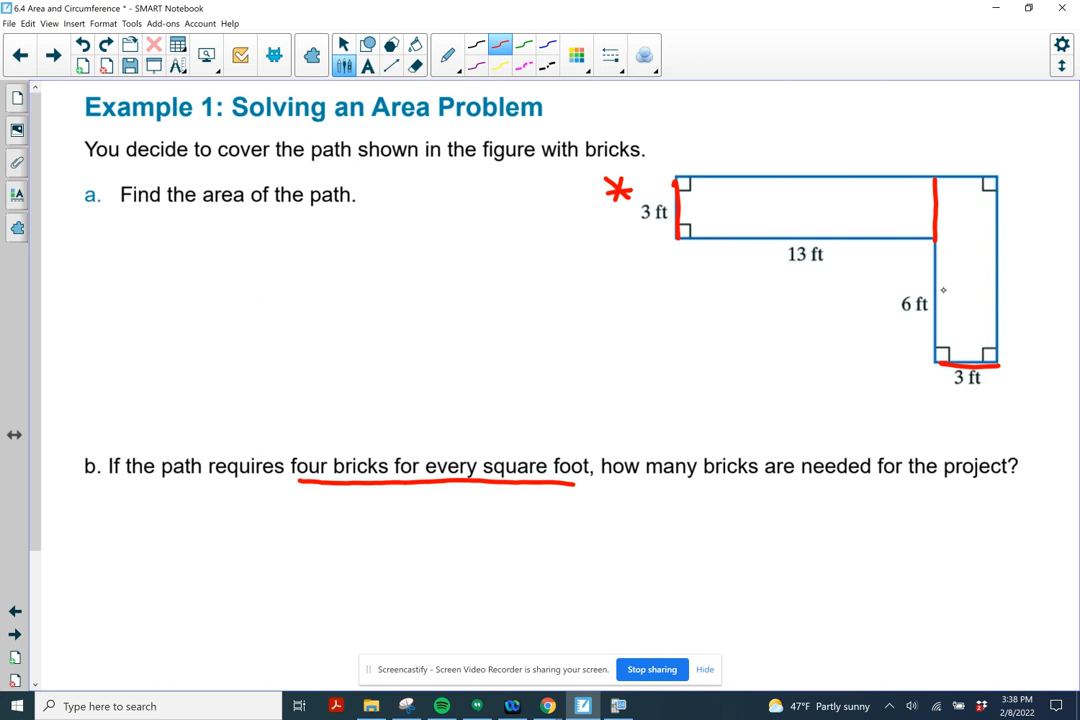 6.4 Area and Circumference * - SMART Notebook
File Edit View Insert Format Tools Add-ons Account Help
Example 1: Solving an Area Problem
You decide to cover the path shown in the figure with bricks.
a. Find the area of the path.
*
3 ft
13 ft
6 ft
3 ft
b. If the path requires four bricks for every square foot, how many bricks are needed for the project?
Screencastify - Screen Video Recorder is sharing your screen.
Stop sharing
Hide
Type here to search
47°F Partly sunny
3:38 PM
2/8/2022